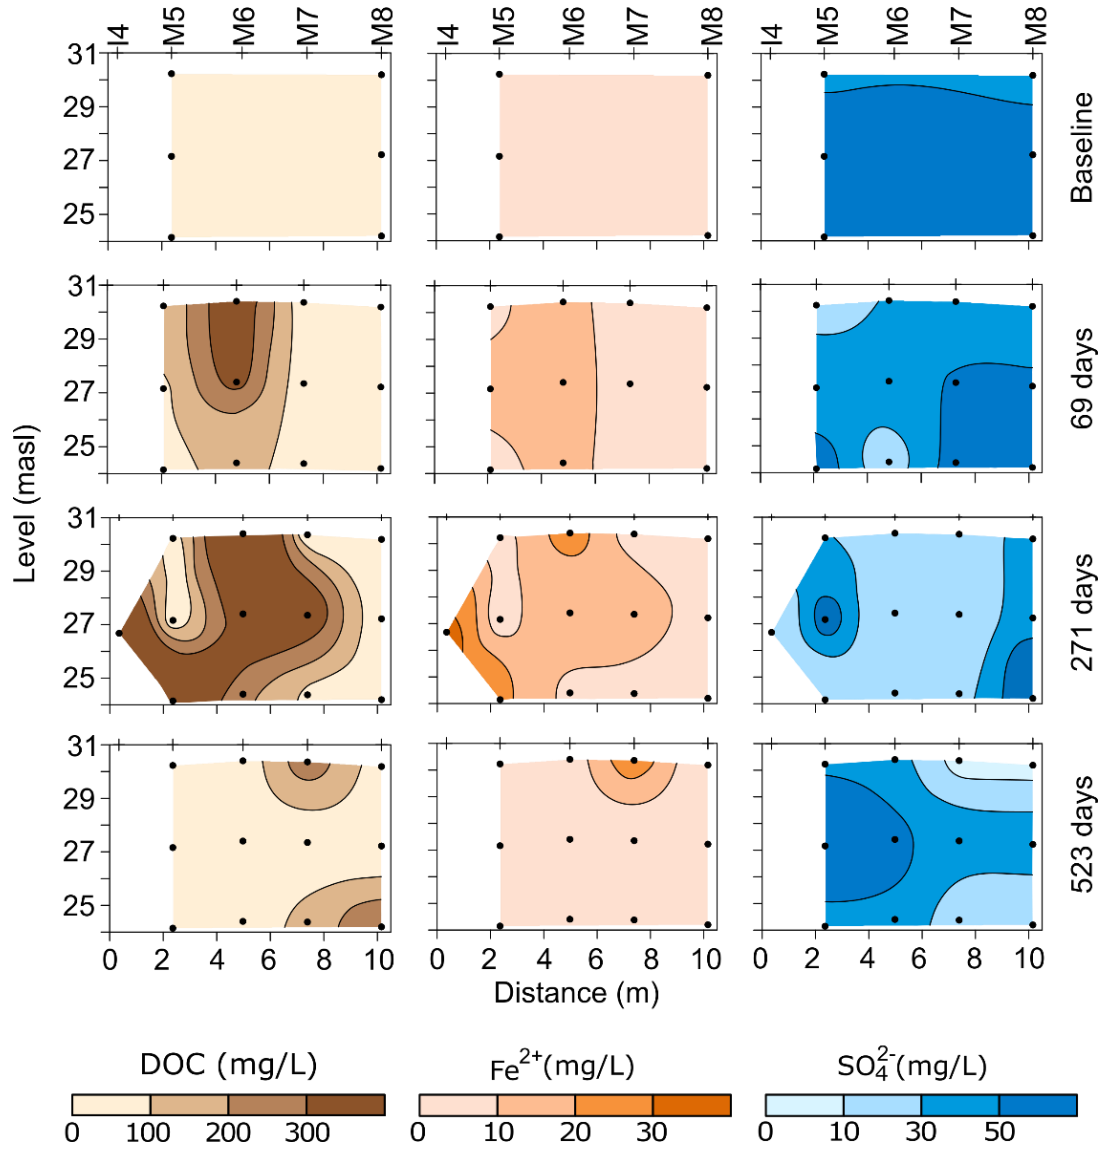 I4 M5 M6 M7 M8 I4 M5 M6 M7 M8 I4 M5 M6 M7 M8
31
29
27
25
Baseline
31
29
27
25
69 days
Level (masl)
31
29
27
25
271 days
31
29
27
25
523 days
0 2 4 6 8 10 0 2 4 6 8 10 0 2 4 6 8 10
Distance (m)
DOC (mg/L) Fe²⁺(mg/L) SO₄²⁻(mg/L)
0 100 200 300 0 10 20 30 0 10 30 50